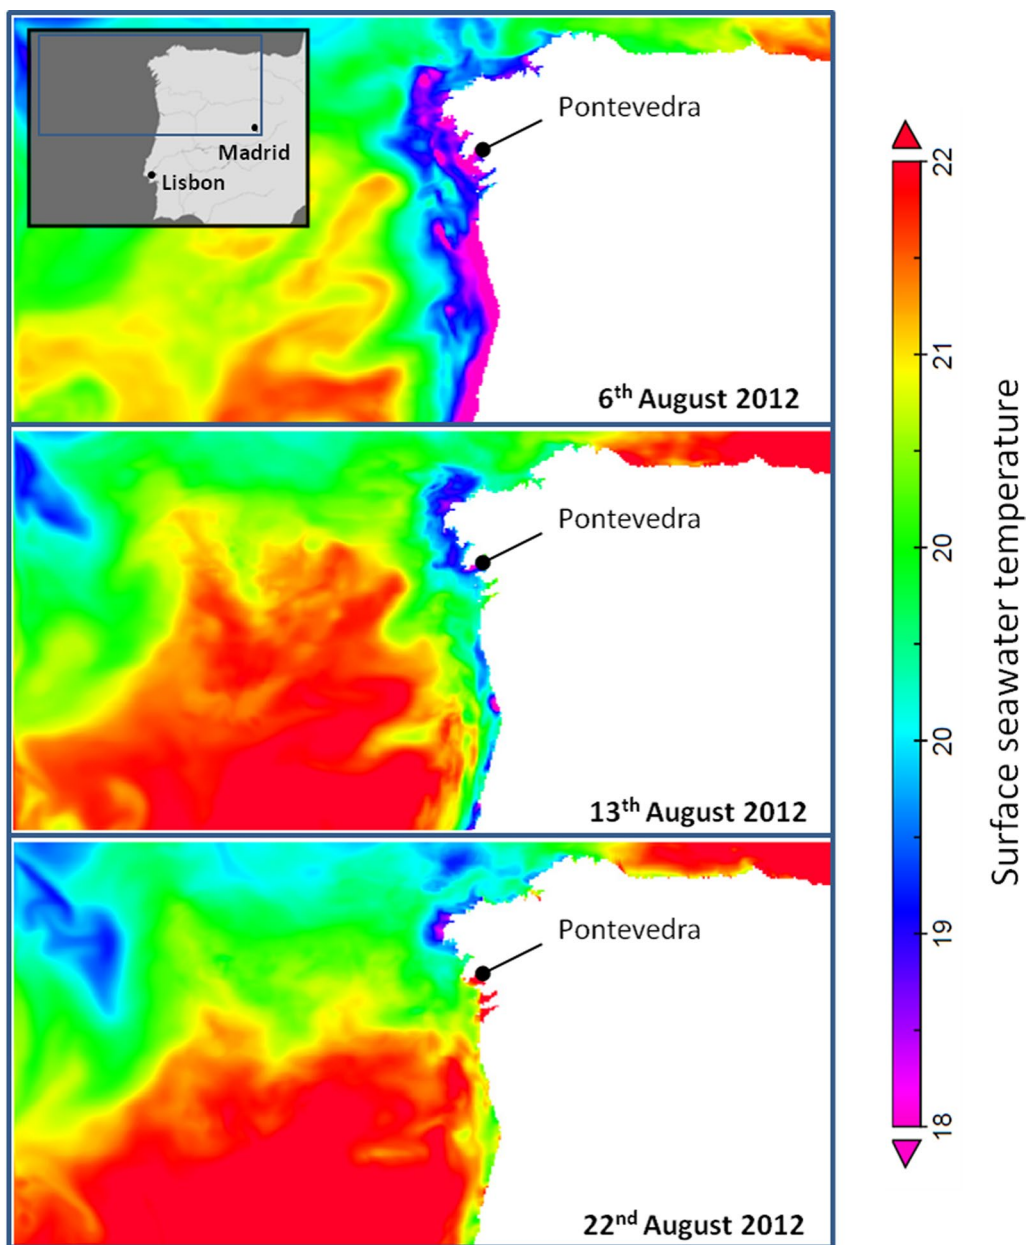 Madrid
Lisbon
Pontevedra
6th August 2012
Pontevedra
13th August 2012
Pontevedra
22nd August 2012
22
21
20
20
19
18
Surface seawater temperature